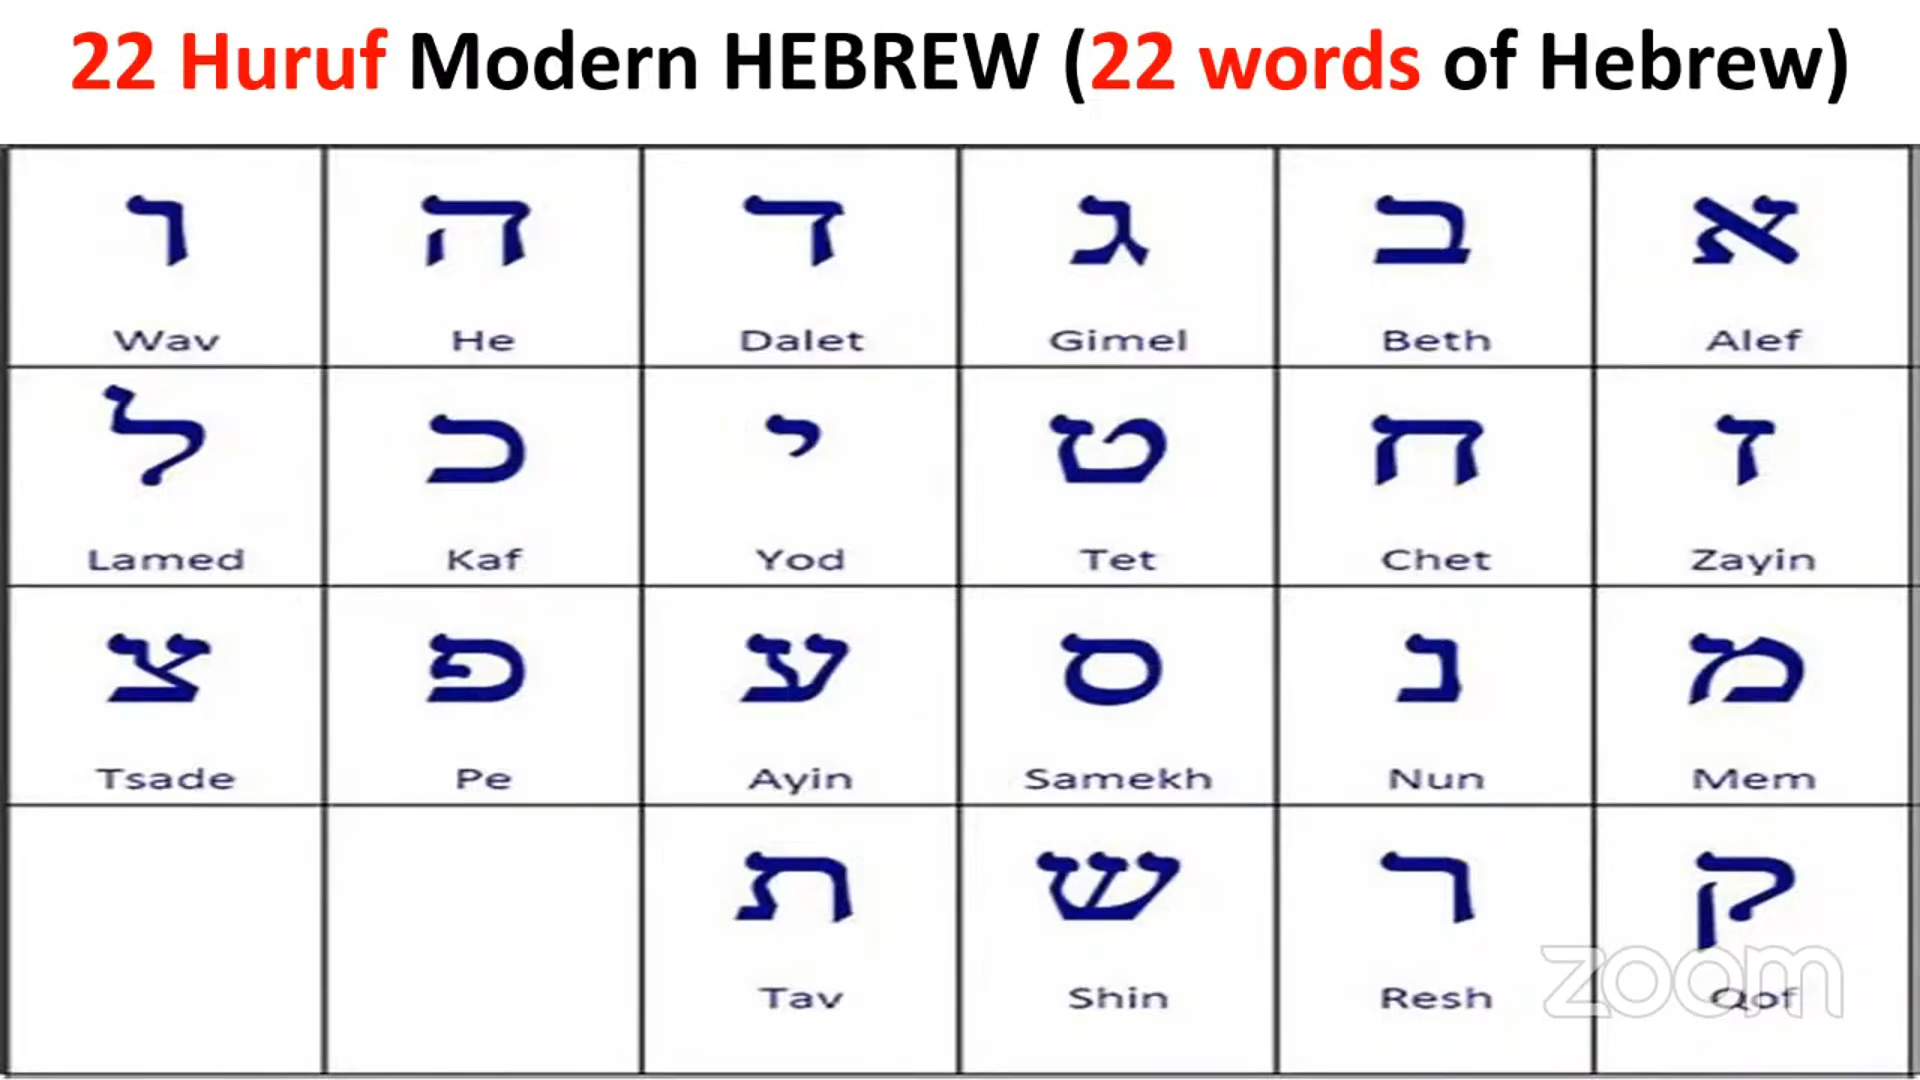 22 Huruf Modern HEBREW (22 words of Hebrew)
א ב ג ד ה ו
Alef Beth Gimel Dalet He Wav
ז ח ט י כ ל
Zayin Chet Tet Yod Kaf Lamed
מ נ ס ע פ צ
Mem Nun Samekh Ayin Pe Tsade
ק ר ש ת
Qof Resh Shin Tav
zoom